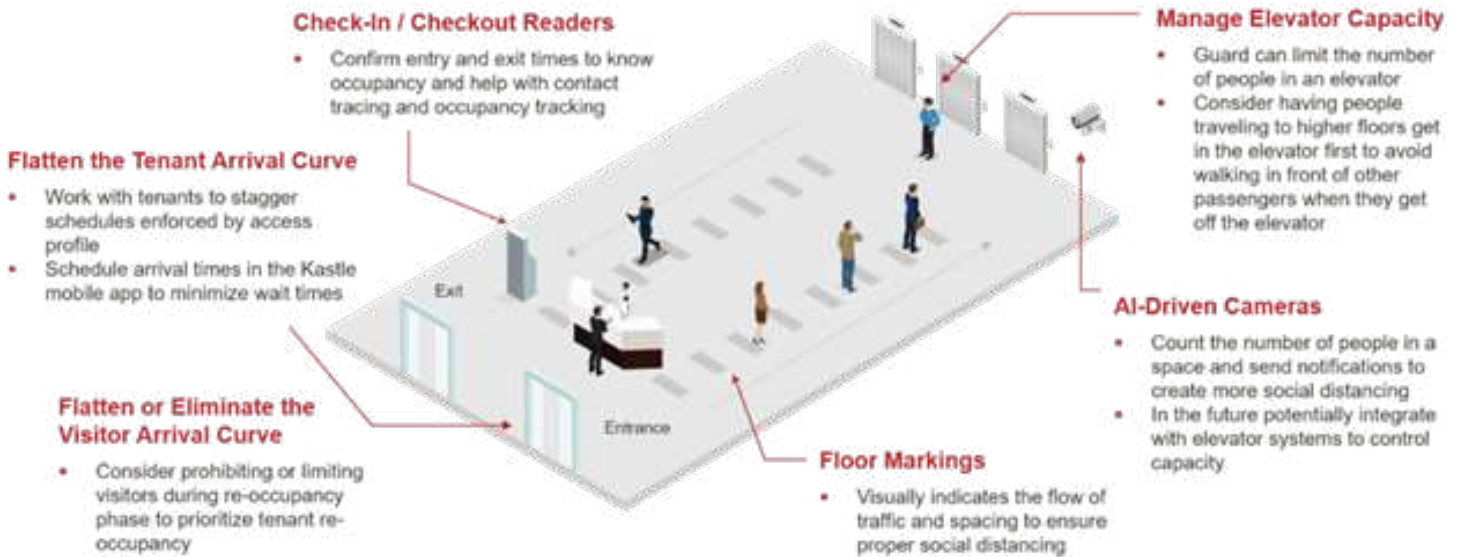 Check-In / Checkout Readers
• Confirm entry and exit times to know
occupancy and help with contact
tracing and occupancy tracking
Flatten the Tenant Arrival Curve
• Work with tenants to stagger
schedules enforced by access
profile
• Schedule arrival times in the Kastle
mobile app to minimize wait times
Flatten or Eliminate the
Visitor Arrival Curve
• Consider prohibiting or limiting
visitors during re-occupancy
phase to prioritize tenant re-
occupancy
Exit
Entrance
Manage Elevator Capacity
• Guard can limit the number
of people in an elevator
• Consider having people
traveling to higher floors get
in the elevator first to avoid
walking in front of other
passengers when they get
off the elevator
AI-Driven Cameras
• Count the number of people in a
space and send notifications to
create more social distancing
• In the future potentially integrate
with elevator systems to control
capacity
Floor Markings
• Visually indicates the flow of
traffic and spacing to ensure
proper social distancing